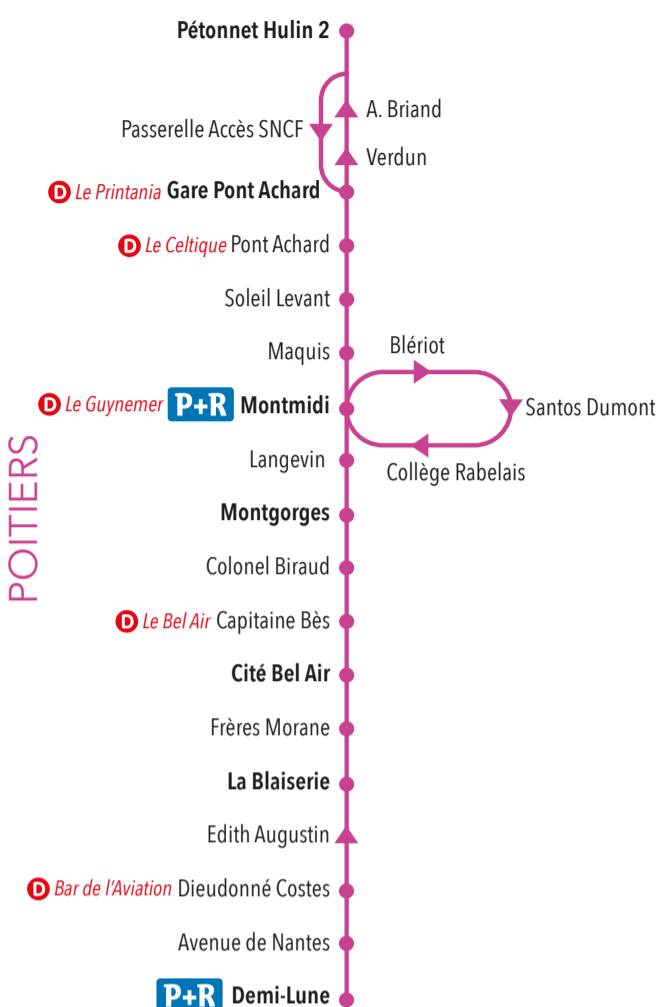 Pétonnet Hulin 2
A. Briand
Passerelle Accès SNCF
Verdun
D Le Printania Gare Pont Achard
D Le Celtique Pont Achard
Soleil Levant
Maquis
Blériot
D Le Guynemer P+R Montmidi
Santos Dumont
Langevin
Collège Rabelais
Montgorges
POITIERS
Colonel Biraud
D Le Bel Air Capitaine Bès
Cité Bel Air
Frères Morane
La Blaiserie
Edith Augustin
D Bar de l'Aviation Dieudonné Costes
Avenue de Nantes
P+R Demi-Lune